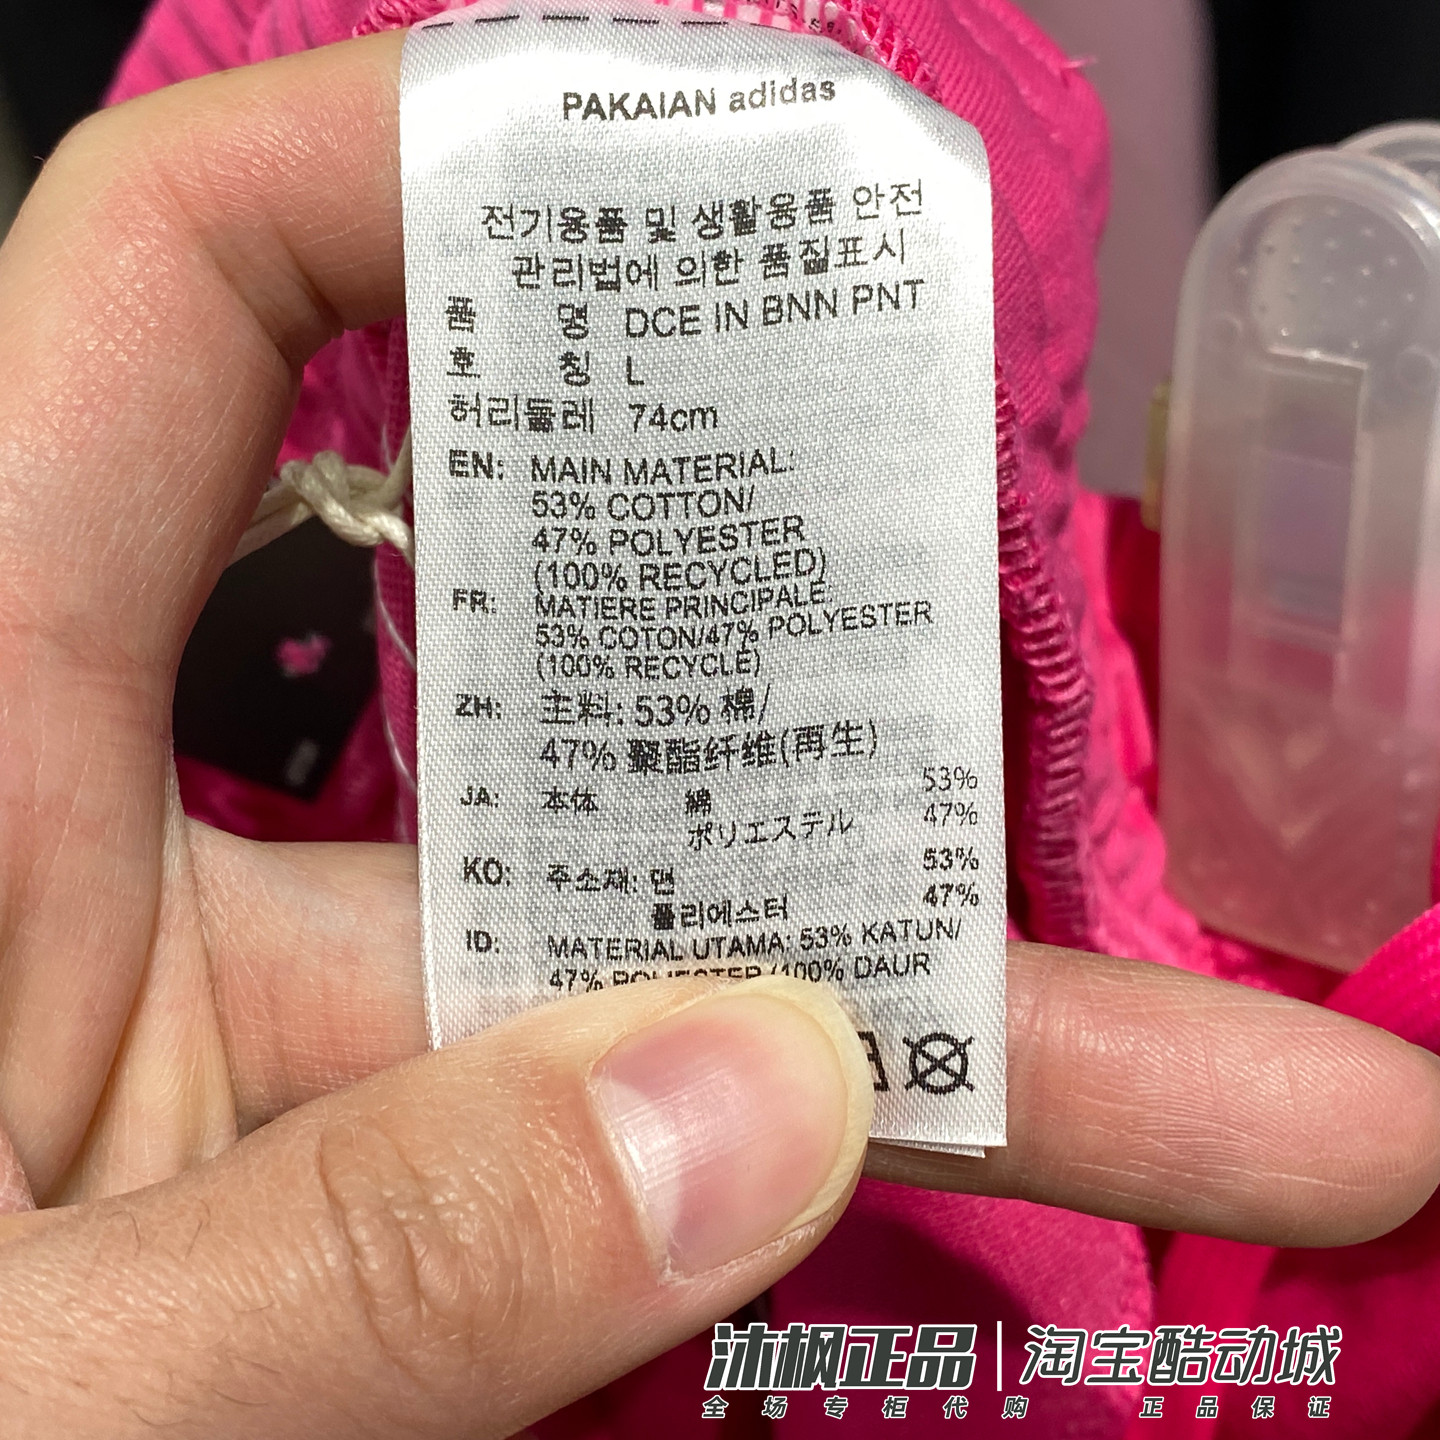 PAKAIAN adidas
전기용품 및 생활용품 안전
관리법에 의한 품질표시
품 명 DCE IN BNN PNT
호 칭 L
허리둘레 74cm
EN: MAIN MATERIAL:
53% COTTON/
47% POLYESTER
(100% RECYCLED)
FR: MATIERE PRINCIPALE:
53% COTON/47% POLYESTER
(100% RECYCLÉ)
ZH: 主料: 53% 棉/
47% 聚酯纤维(再生)
JA: 本体 綿 53%
ポリエステル 47%
KO: 주소재: 면 53%
폴리에스터 47%
ID: MATERIAL UTAMA: 53% KATUN/
47% POLIESTER (100% DAUR
沐枫正品 | 淘宝酷动城
全场专柜代购 正品保证